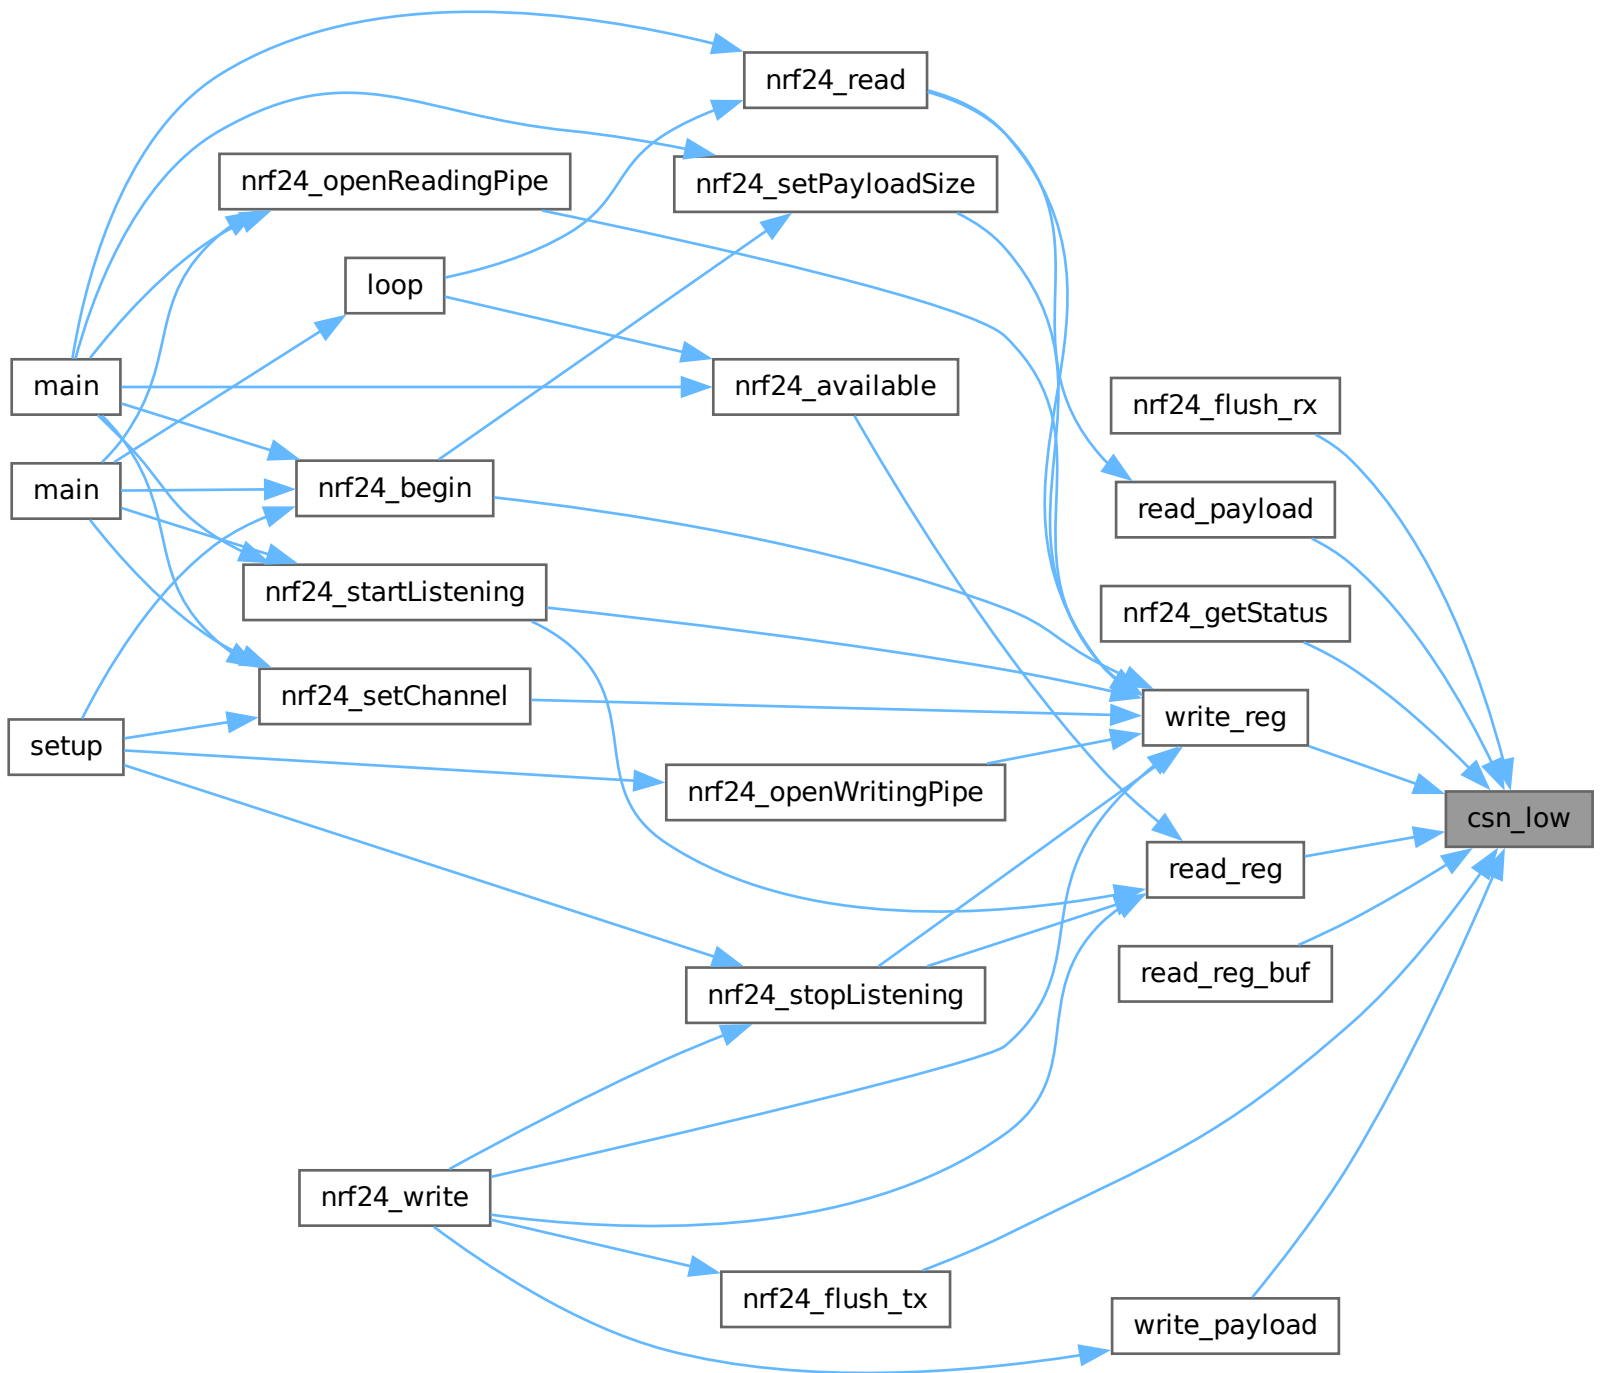 nrf24_read
nrf24_openReadingPipe
nrf24_setPayloadSize
loop
main
nrf24_available
nrf24_flush_rx
main
nrf24_begin
read_payload
nrf24_startListening
nrf24_getStatus
nrf24_setChannel
write_reg
setup
nrf24_openWritingPipe
csn_low
read_reg
read_reg_buf
nrf24_stopListening
nrf24_write
nrf24_flush_tx
write_payload